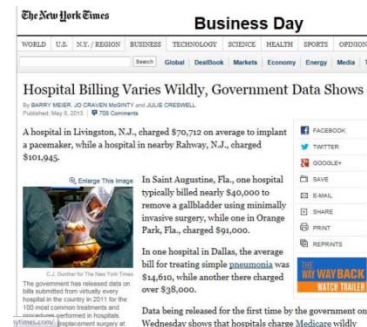 The New York Times
Business Day
WORLD U.S. N.Y. / REGION BUSINESS TECHNOLOGY SCIENCE HEALTH SPORTS OPINION
Search Global DealBook Markets Economy Energy Media
Hospital Billing Varies Wildly, Government Data Shows
By BARRY MEIER, JO CRAVEN McGINTY and JULIE CRESWELL
Published: May 8, 2013 708 Comments
A hospital in Livingston, N.J., charged $70,712 on average to implant
a pacemaker, while a hospital in nearby Rahway, N.J., charged
$101,945.
FACEBOOK
TWITTER
GOOGLE+
SAVE
E-MAIL
SHARE
PRINT
REPRINTS
Enlarge This Image
In Saint Augustine, Fla., one hospital
typically billed nearly $40,000 to
remove a gallbladder using minimally
invasive surgery, while one in Orange
Park, Fla., charged $91,000.
In one hospital in Dallas, the average
bill for treating simple pneumonia was
$14,610, while another there charged
over $38,000.
THE
WAY WAY BACK
WATCH TRAILER
C.J. Gunther for The New York Times
The government has released data on
bills submitted from virtually every
hospital in the country in 2011 for the
100 most common treatments and
procedures performed in hospitals
replacement surgery at
Data being released for the first time by the government on
Wednesday shows that hospitals charge Medicare wildly